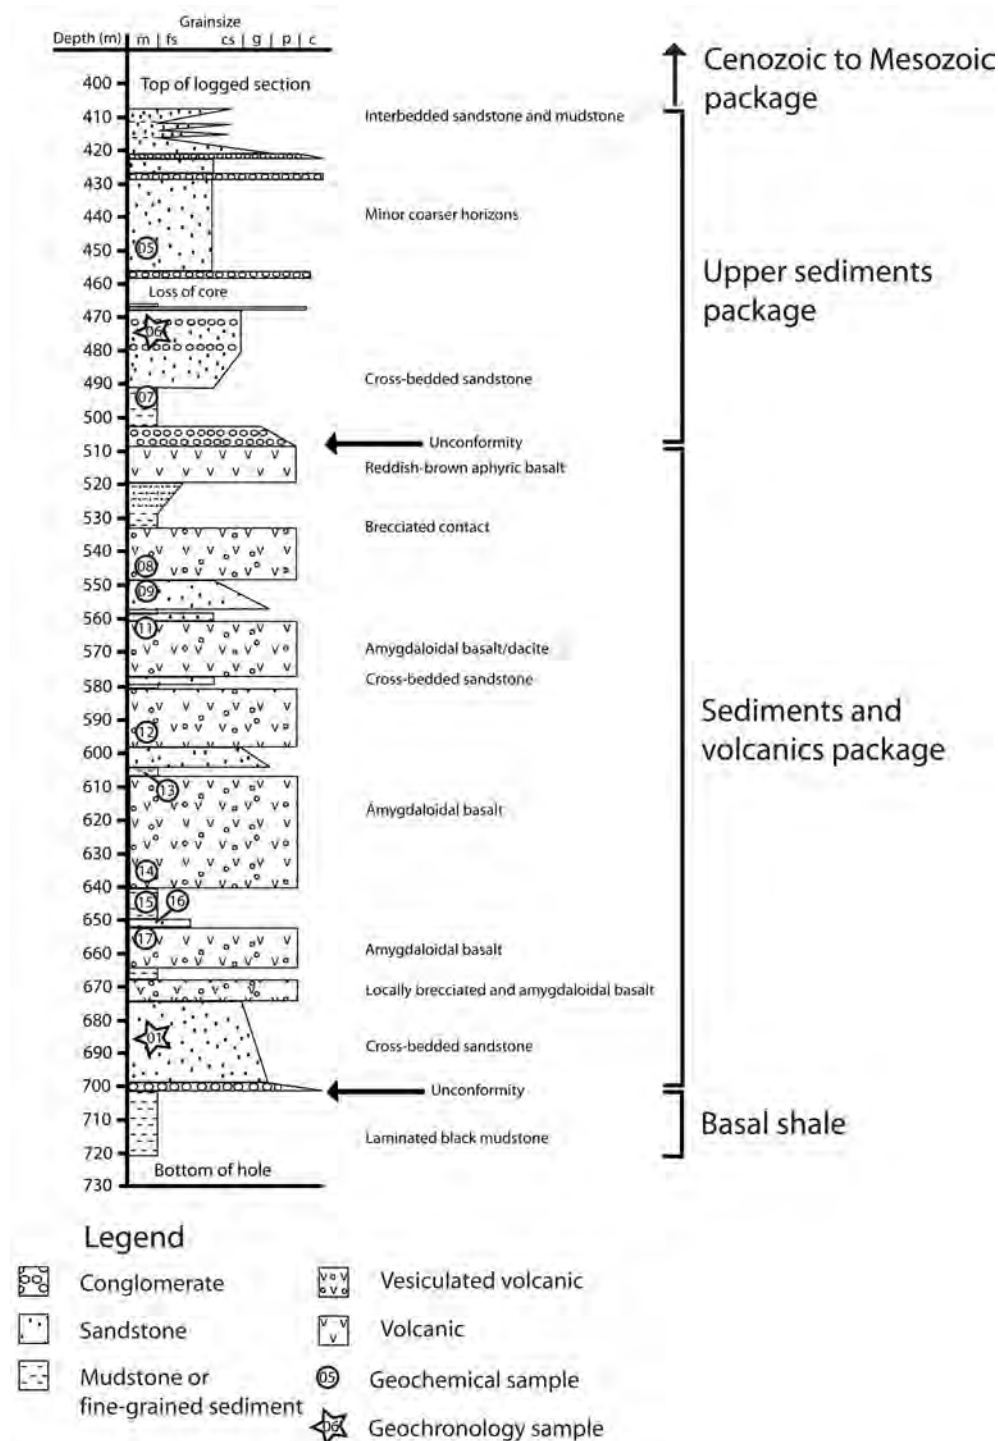 Grainsize
Depth (m) m fs cs g p c
400 Top of logged section
Cenozoic to Mesozoic
package
410 Interbedded sandstone and mudstone
420
430
440 Minor coarser horizons
450 05
460
Loss of core
Upper sediments
package
470
06
480
490 Cross-bedded sandstone
07
500
Unconformity
510
Reddish-brown aphyric basalt
520
530 Brecciated contact
540
08
550 09
560
11
570 Amygdaloidal basalt/dacite
580 Cross-bedded sandstone
590
12
Sediments and
volcanics package
600
610 13
620 Amygdaloidal basalt
630
14
640
15 16
650
17
660 Amygdaloidal basalt
670 Locally brecciated and amygdaloidal basalt
680
01
690 Cross-bedded sandstone
700 Unconformity
710 Basal shale
Laminated black mudstone
720
Bottom of hole
730
Legend
Conglomerate
Sandstone
Mudstone or
fine-grained sediment
Vesiculated volcanic
Volcanic
05 Geochemical sample
06 Geochronology sample